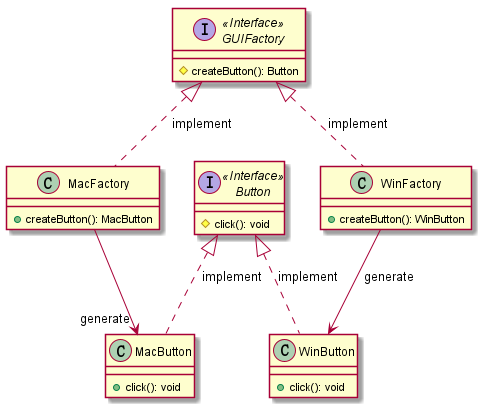 I
«Interface»
GUIFactory
createButton(): Button
implement
implement
C
MacFactory
createButton(): MacButton
I
«Interface»
Button
click(): void
C
WinFactory
createButton(): WinButton
implement
implement
generate
generate
C
MacButton
click(): void
C
WinButton
click(): void